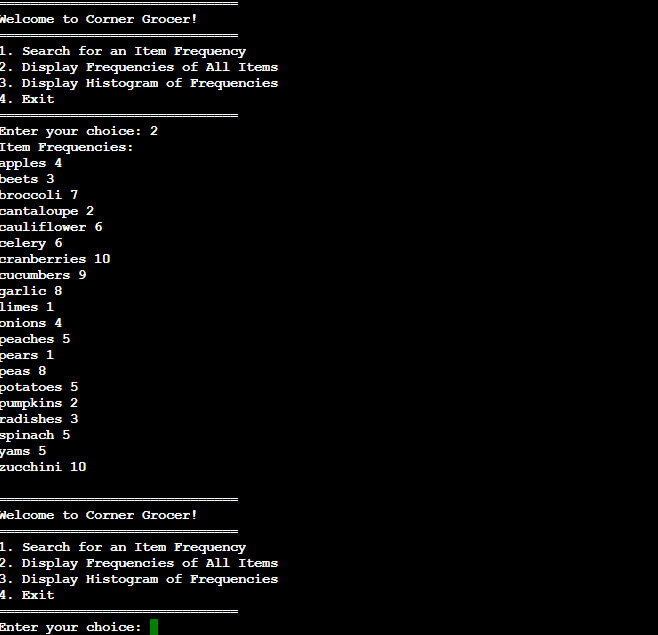 ==============================
Welcome to Corner Grocer!
==============================
1. Search for an Item Frequency
2. Display Frequencies of All Items
3. Display Histogram of Frequencies
4. Exit
==============================
Enter your choice: 2
Item Frequencies:
apples 4
beets 3
broccoli 7
cantaloupe 2
cauliflower 6
celery 6
cranberries 10
cucumbers 9
garlic 8
limes 1
onions 4
peaches 5
pears 1
peas 8
potatoes 5
pumpkins 2
radishes 3
spinach 5
yams 5
zucchini 10
==============================
Welcome to Corner Grocer!
==============================
1. Search for an Item Frequency
2. Display Frequencies of All Items
3. Display Histogram of Frequencies
4. Exit
==============================
Enter your choice: